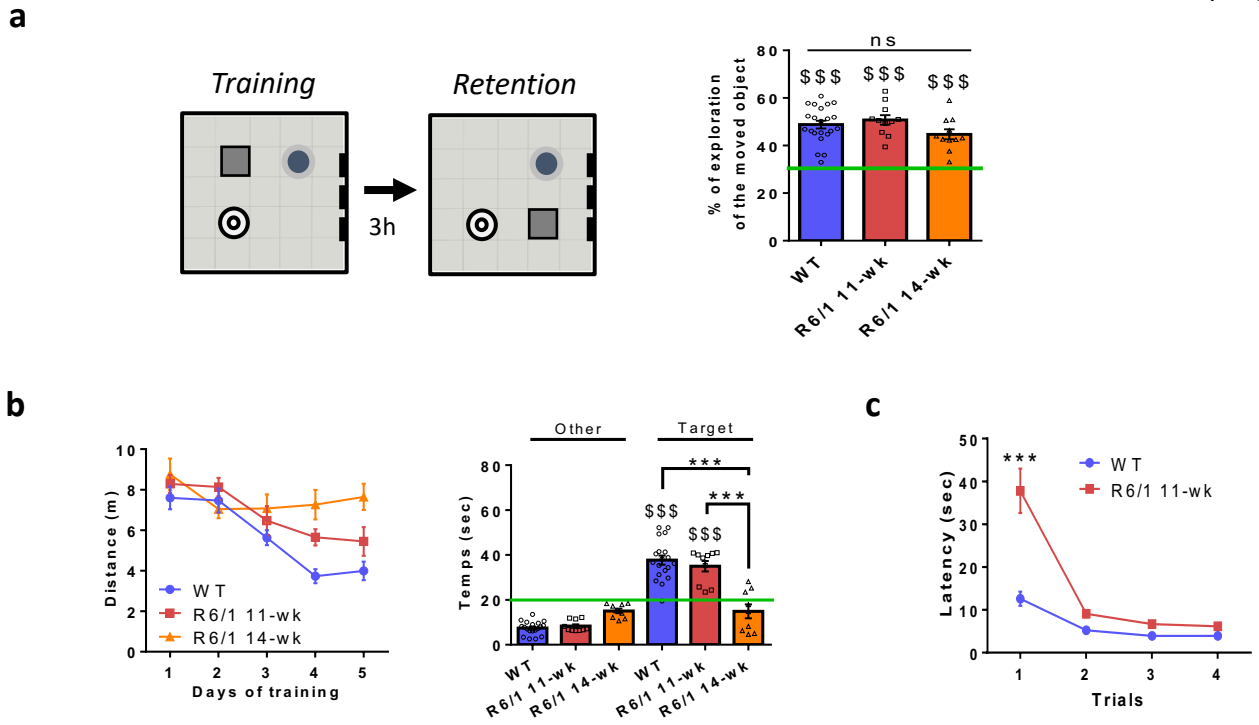 a
Training
Retention
3h
ns
$$$ $$$ $$$
% of exploration
of the moved object
80
60
40
20
0
WT
R6/1 11-wk
R6/1 14-wk
b
Distance (m)
10
8
6
4
2
0
WT
R6/1 11-wk
R6/1 14-wk
1 2 3 4 5
Days of training
Other Target
***
***
$$$ $$$
Temps (sec)
80
60
40
20
0
WT
R6/1 11-wk
R6/1 14-wk
WT
R6/1 11-wk
R6/1 14-wk
c
Latency (sec)
50
40
30
20
10
0
***
WT
R6/1 11-wk
1 2 3 4
Trials